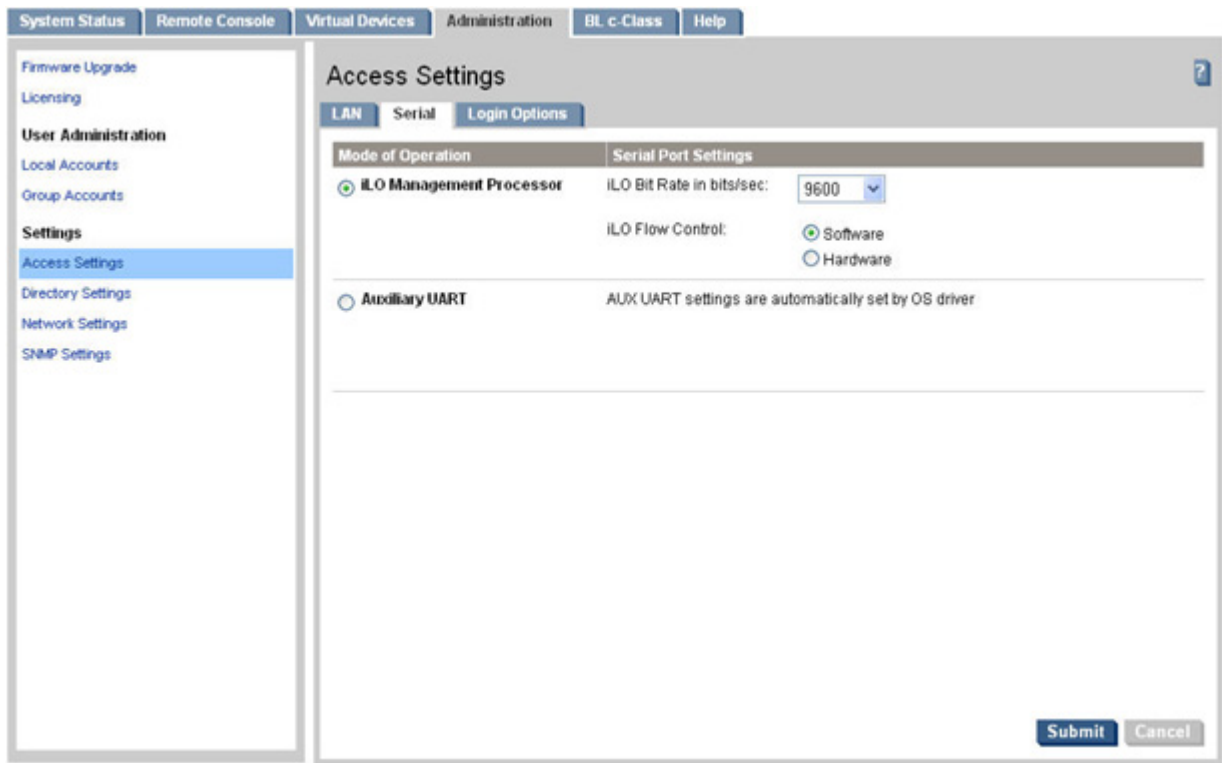 System Status Remote Console Virtual Devices Administration BL c-Class Help
Firmware Upgrade
Licensing
User Administration
Local Accounts
Group Accounts
Settings
Access Settings
Directory Settings
Network Settings
SNMP Settings
Access Settings ?
LAN Serial Login Options
Mode of Operation Serial Port Settings
iLO Management Processor iLO Bit Rate in bits/sec: 9600
iLO Flow Control: Software
Hardware
Auxiliary UART AUX UART settings are automatically set by OS driver
Submit Cancel